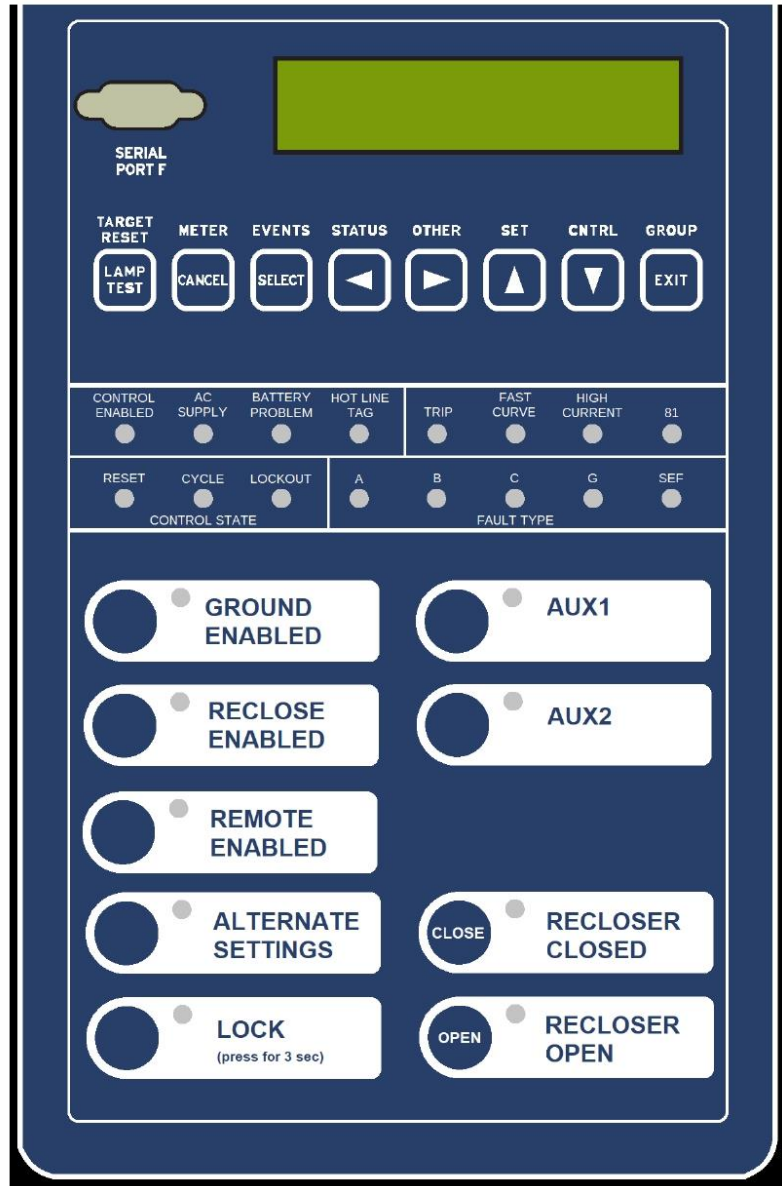 SERIAL
PORT F
TARGET
RESET
METER
EVENTS
STATUS
OTHER
SET
CNTRL
GROUP
LAMP
TEST
CANCEL
SELECT
EXIT
CONTROL
ENABLED
AC
SUPPLY
BATTERY
PROBLEM
HOT LINE
TAG
TRIP
FAST
CURVE
HIGH
CURRENT
81
RESET
CYCLE
LOCKOUT
CONTROL STATE
A
B
C
G
SEF
FAULT TYPE
GROUND
ENABLED
AUX1
RECLOSE
ENABLED
AUX2
REMOTE
ENABLED
ALTERNATE
SETTINGS
CLOSE
RECLOSER
CLOSED
LOCK
(press for 3 sec)
OPEN
RECLOSER
OPEN